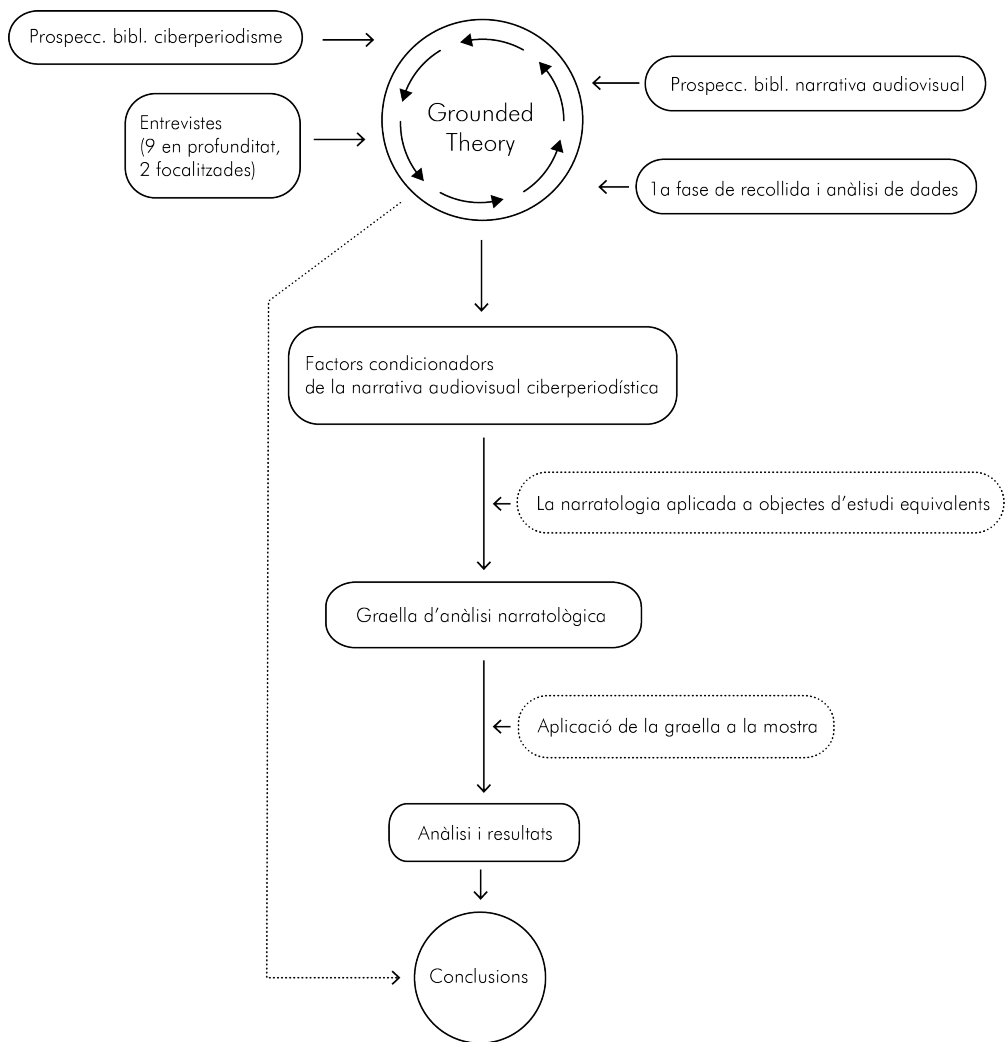 Prospecc. bibl. ciberperiodisme
Prospecc. bibl. narrativa audiovisual
Entrevistes
(9 en profunditat,
2 focalitzades)
Grounded
Theory
1a fase de recollida i anàlisi de dades
Factors condicionadors
de la narrativa audiovisual ciberperiodística
La narratologia aplicada a objectes d'estudi equivalents
Graella d'anàlisi narratològica
Aplicació de la graella a la mostra
Anàlisi i resultats
Conclusions